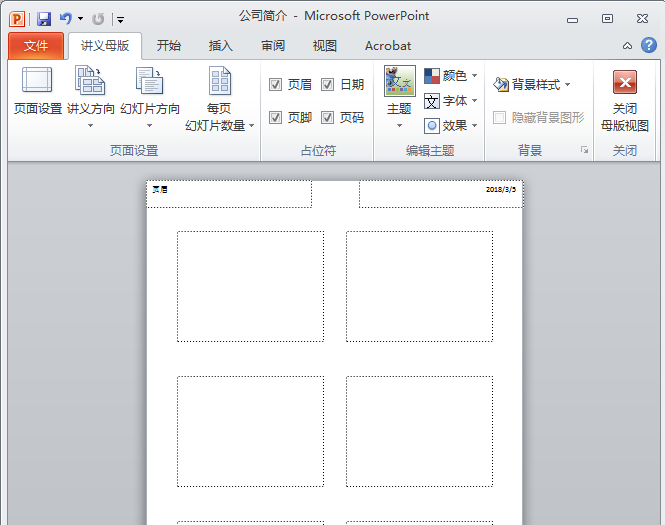 公司简介 - Microsoft PowerPoint
文件 讲义母版 开始 插入 审阅 视图 Acrobat
页面设置 讲义方向 幻灯片方向 每页
幻灯片数量
页面设置
页眉 日期
页脚 页码
占位符
主题 颜色
字体
效果
编辑主题
背景样式
隐藏背景图形
背景
关闭
母版视图
关闭
页眉 2018/3/5